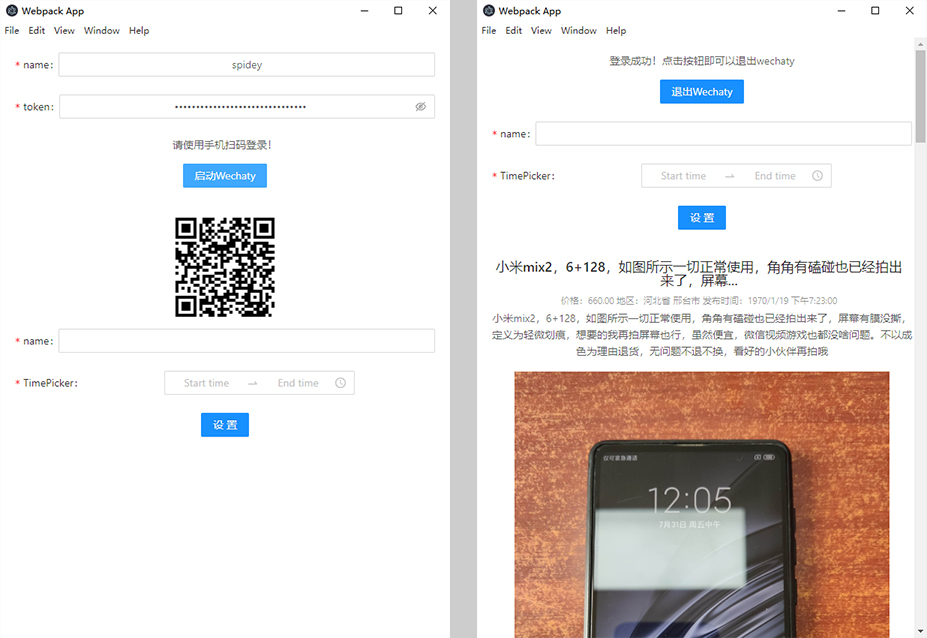 Webpack App
File Edit View Window Help
* name:
spidey
* token:
••••••••••••••••••••••••••••••
请使用手机扫码登录!
启动Wechaty
* name:
* TimePicker:
Start time → End time
设 置
Webpack App
File Edit View Window Help
登录成功！点击按钮即可以退出wechaty
退出Wechaty
* name:
* TimePicker:
Start time → End time
设 置
小米mix2，6+128，如图所示一切正常使用，角角有磕碰也已经拍出
来了，屏幕...
价格：660.00 地区：河北省 邢台市 发布时间：1970/1/19 下午7:23:00
小米mix2，6+128，如图所示一切正常使用，角角有磕碰也已经拍出来了，屏幕有膜没撕，
定义为轻微划痕，想要的我再拍屏幕也行，虽然便宜，微信视频游戏也都没啥问题。不以成
色为理由退货，无问题不退不换，看好的小伙伴再拍哦
仅可紧急通话
12:05
7月31日 周五中午